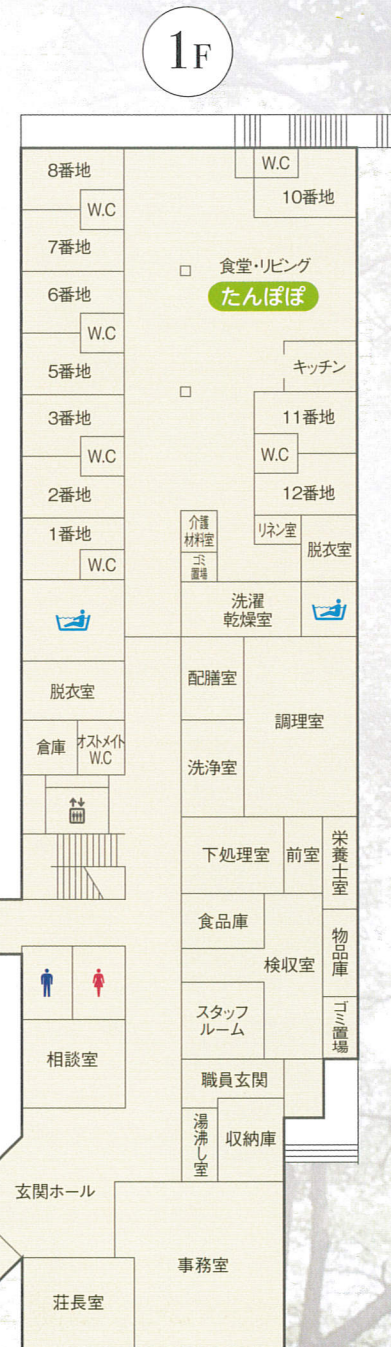 1F
8番地
W.C
7番地
6番地
W.C
5番地
3番地
W.C
2番地
1番地
W.C
脱衣室
倉庫
オストメイト
W.C
W.C
10番地
食堂・リビング
たんぽぽ
キッチン
11番地
W.C
12番地
介護
材料室
ゴミ
置場
リネン室
脱衣室
洗濯
乾燥室
配膳室
調理室
洗浄室
下処理室
前室
栄養士室
食品庫
検収室
物品庫
スタッフ
ルーム
ゴミ置場
相談室
職員玄関
湯沸し室
収納庫
玄関ホール
事務室
荘長室